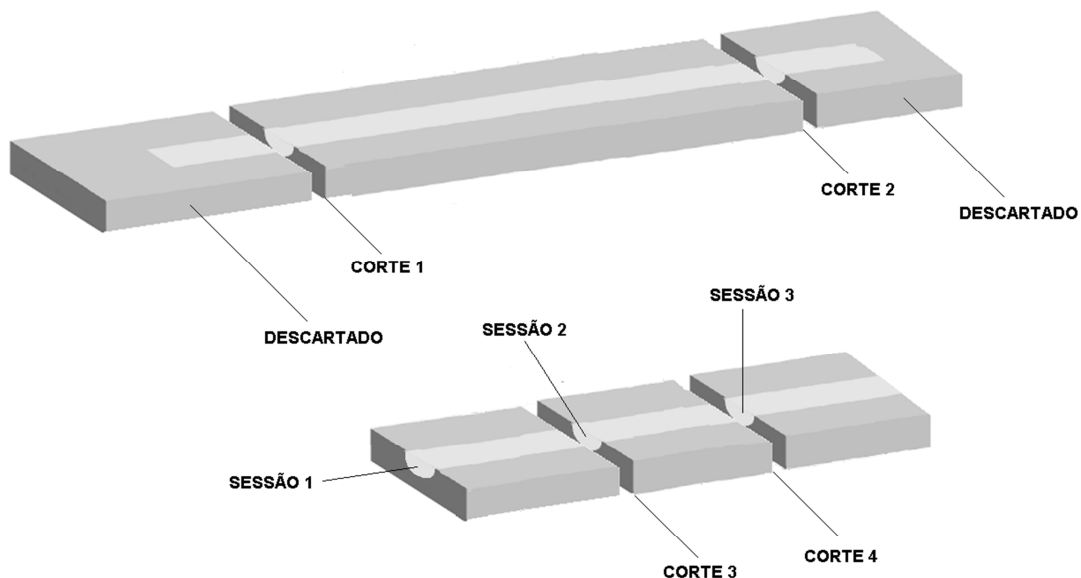 CORTE 2
DESCARTADO
CORTE 1
DESCARTADO
SESSÃO 3
SESSÃO 2
SESSÃO 1
CORTE 4
CORTE 3